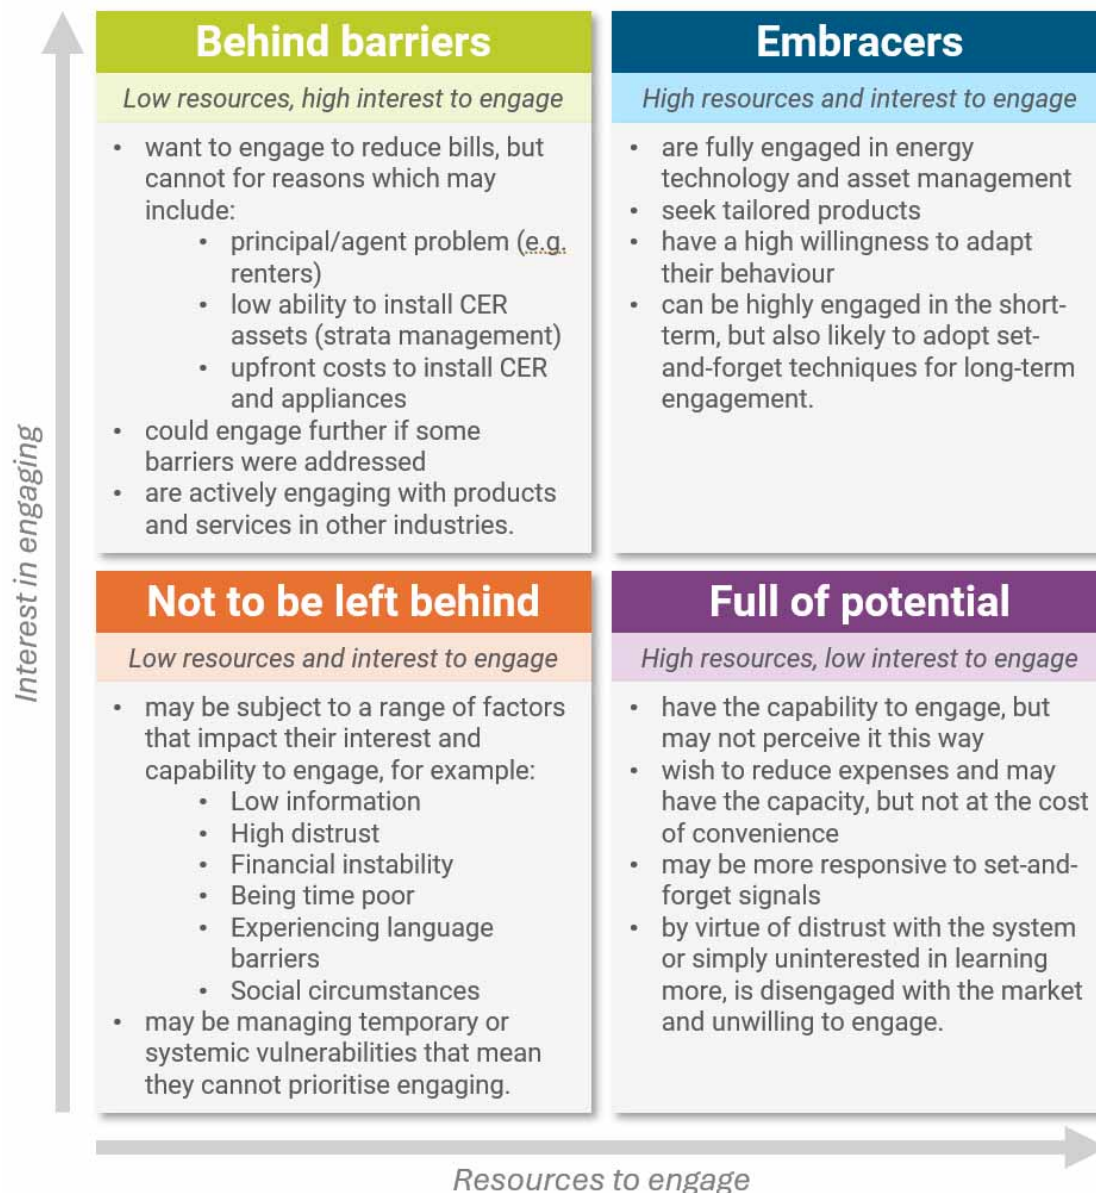 Interest in engaging
Behind barriers
Low resources, high interest to engage
• want to engage to reduce bills, but
cannot for reasons which may
include:
• principal/agent problem (e.g.
renters)
• low ability to install CER
assets (strata management)
• upfront costs to install CER
and appliances
• could engage further if some
barriers were addressed
• are actively engaging with products
and services in other industries.
Embracers
High resources and interest to engage
• are fully engaged in energy
technology and asset management
• seek tailored products
• have a high willingness to adapt
their behaviour
• can be highly engaged in the short-
term, but also likely to adopt set-
and-forget techniques for long-term
engagement.
Not to be left behind
Low resources and interest to engage
• may be subject to a range of factors
that impact their interest and
capability to engage, for example:
• Low information
• High distrust
• Financial instability
• Being time poor
• Experiencing language
barriers
• Social circumstances
• may be managing temporary or
systemic vulnerabilities that mean
they cannot prioritise engaging.
Full of potential
High resources, low interest to engage
• have the capability to engage, but
may not perceive it this way
• wish to reduce expenses and may
have the capacity, but not at the cost
of convenience
• may be more responsive to set-and-
forget signals
• by virtue of distrust with the system
or simply uninterested in learning
more, is disengaged with the market
and unwilling to engage.
Resources to engage